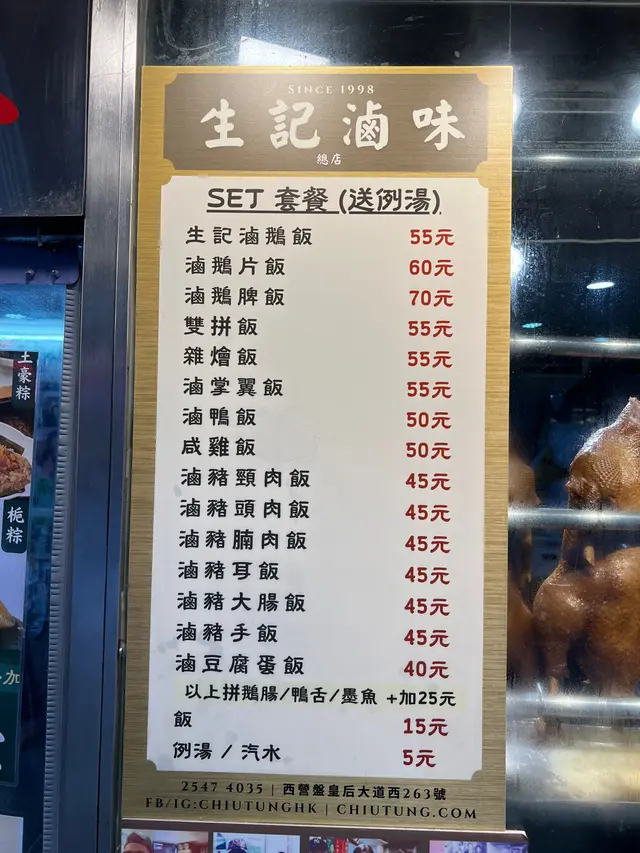 SINCE 1998
生記滷味
總店
SET 套餐 (送例湯)
生記滷鵝飯 55元
滷鵝片飯 60元
滷鵝脾飯 70元
雙拼飯 55元
雜燴飯 55元
滷掌翼飯 55元
滷鴨飯 50元
咸雞飯 50元
滷豬頸肉飯 45元
滷豬頭肉飯 45元
滷豬腩肉飯 45元
滷豬耳飯 45元
滷豬大腸飯 45元
滷豬手飯 45元
滷豆腐蛋飯 40元
以上拼鵝腸/鴨舌/墨魚 +加25元
飯 15元
例湯 / 汽水 5元
2547 4035 | 西營盤皇后大道西263號
FB/IG:CHIUTUNGHK | CHIUTUNG.COM
土豪粽
梔粽
加